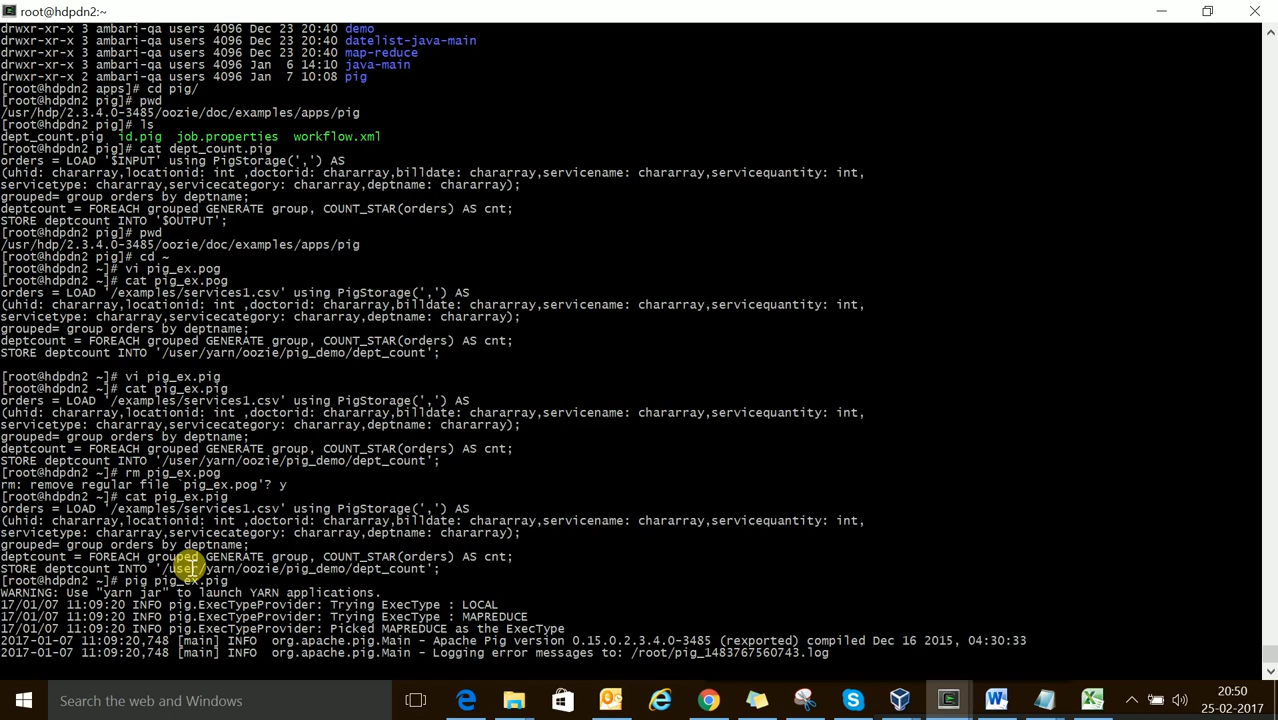 root@hdpdn2:~
drwxr-xr-x 3 ambari-qa users 4096 Dec 23 20:40 demo
drwxr-xr-x 3 ambari-qa users 4096 Dec 23 20:40 datelist-java-main
drwxr-xr-x 3 ambari-qa users 4096 Dec 23 20:40 map-reduce
drwxr-xr-x 3 ambari-qa users 4096 Jan  6 14:10 java-main
drwxr-xr-x 2 ambari-qa users 4096 Jan  7 10:08 pig
[root@hdpdn2 apps]# cd pig/
[root@hdpdn2 pig]# pwd
/usr/hdp/2.3.4.0-3485/oozie/doc/examples/apps/pig
[root@hdpdn2 pig]# ls
dept_count.pig  id.pig  job.properties  workflow.xml
[root@hdpdn2 pig]# cat dept_count.pig
orders = LOAD '$INPUT' using PigStorage(',') AS
(uhid: chararray,locationid: int ,doctorid: chararray,billdate: chararray,servicename: chararray,servicequantity: int,
servicetype: chararray,servicecategory: chararray,deptname: chararray);
grouped= group orders by deptname;
deptcount = FOREACH grouped GENERATE group, COUNT_STAR(orders) AS cnt;
STORE deptcount INTO '$OUTPUT';
[root@hdpdn2 pig]# pwd
/usr/hdp/2.3.4.0-3485/oozie/doc/examples/apps/pig
[root@hdpdn2 pig]# cd ~
[root@hdpdn2 ~]# vi pig_ex.pog
[root@hdpdn2 ~]# cat pig_ex.pog
orders = LOAD '/examples/services1.csv' using PigStorage(',') AS
(uhid: chararray,locationid: int ,doctorid: chararray,billdate: chararray,servicename: chararray,servicequantity: int,
servicetype: chararray,servicecategory: chararray,deptname: chararray);
grouped= group orders by deptname;
deptcount = FOREACH grouped GENERATE group, COUNT_STAR(orders) AS cnt;
STORE deptcount INTO '/user/yarn/oozie/pig_demo/dept_count';
[root@hdpdn2 ~]# vi pig_ex.pig
[root@hdpdn2 ~]# cat pig_ex.pig
orders = LOAD '/examples/services1.csv' using PigStorage(',') AS
(uhid: chararray,locationid: int ,doctorid: chararray,billdate: chararray,servicename: chararray,servicequantity: int,
servicetype: chararray,servicecategory: chararray,deptname: chararray);
grouped= group orders by deptname;
deptcount = FOREACH grouped GENERATE group, COUNT_STAR(orders) AS cnt;
STORE deptcount INTO '/user/yarn/oozie/pig_demo/dept_count';
[root@hdpdn2 ~]# rm pig_ex.pog
rm: remove regular file `pig_ex.pog'? y
[root@hdpdn2 ~]# cat pig_ex.pig
orders = LOAD '/examples/services1.csv' using PigStorage(',') AS
(uhid: chararray,locationid: int ,doctorid: chararray,billdate: chararray,servicename: chararray,servicequantity: int,
servicetype: chararray,servicecategory: chararray,deptname: chararray);
grouped= group orders by deptname;
deptcount = FOREACH grouped GENERATE group, COUNT_STAR(orders) AS cnt;
STORE deptcount INTO '/user/yarn/oozie/pig_demo/dept_count';
[root@hdpdn2 ~]# pig pig_ex.pig
WARNING: Use "yarn jar" to launch YARN applications.
17/01/07 11:09:20 INFO pig.ExecTypeProvider: Trying ExecType : LOCAL
17/01/07 11:09:20 INFO pig.ExecTypeProvider: Trying ExecType : MAPREDUCE
17/01/07 11:09:20 INFO pig.ExecTypeProvider: Picked MAPREDUCE as the ExecType
2017-01-07 11:09:20,748 [main] INFO  org.apache.pig.Main - Apache Pig version 0.15.0.2.3.4.0-3485 (rexported) compiled Dec 16 2015, 04:30:33
2017-01-07 11:09:20,748 [main] INFO  org.apache.pig.Main - Logging error messages to: /root/pig_1483767560743.log
Search the web and Windows
20:50
25-02-2017